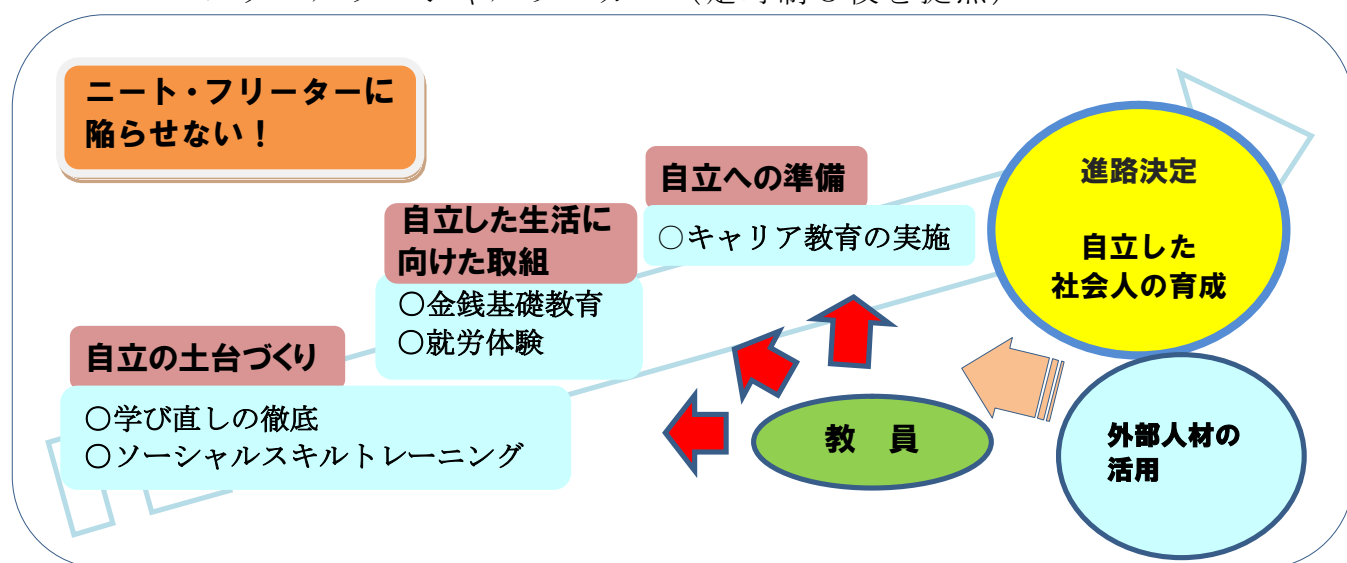 ニート・フリーターに
陥らせない！
自立への準備
○キャリア教育の実施
自立した生活に
向けた取組
○金銭基礎教育
○就労体験
自立の土台づくり
○学び直しの徹底
○ソーシャルスキルトレーニング
進路決定
自立した
社会人の育成
教　員
外部人材の
活用